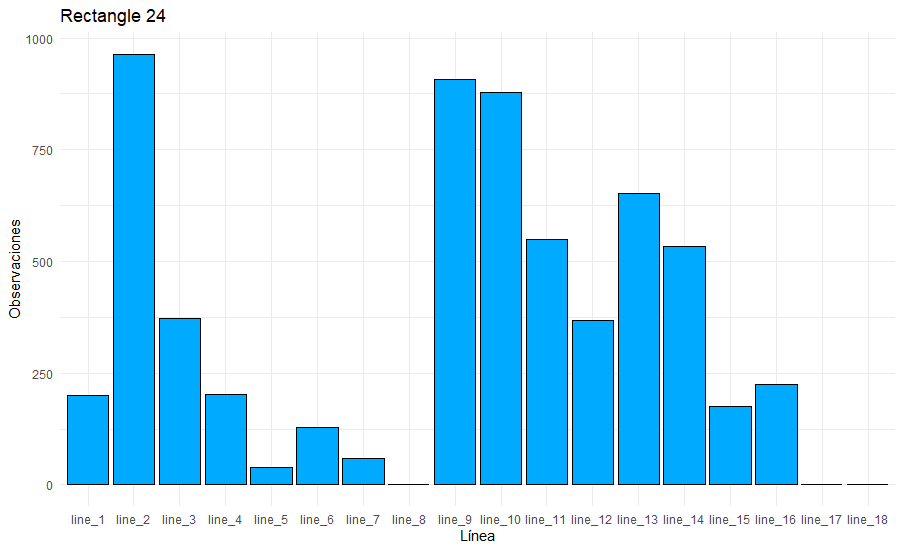 Rectangle 24
1000
750
500
250
0
Observaciones
line_1 line_2 line_3 line_4 line_5 line_6 line_7 line_8 line_9 line_10 line_11 line_12 line_13 line_14 line_15 line_16 line_17 line_18
Línea